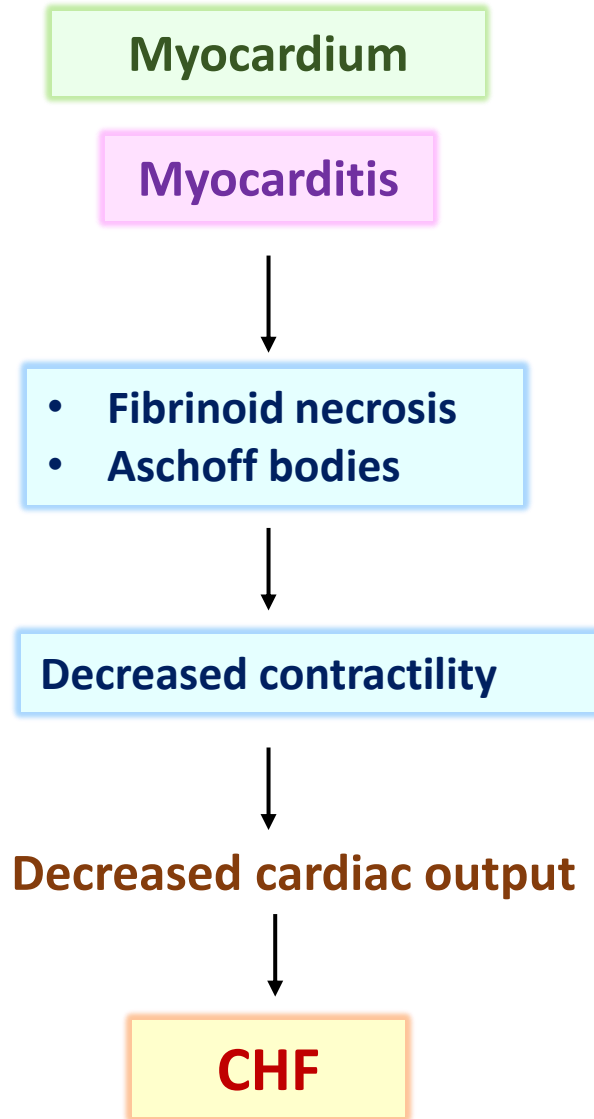 Myocardium
Myocarditis
• Fibrinoid necrosis
• Aschoff bodies
Decreased contractility
Decreased cardiac output
CHF